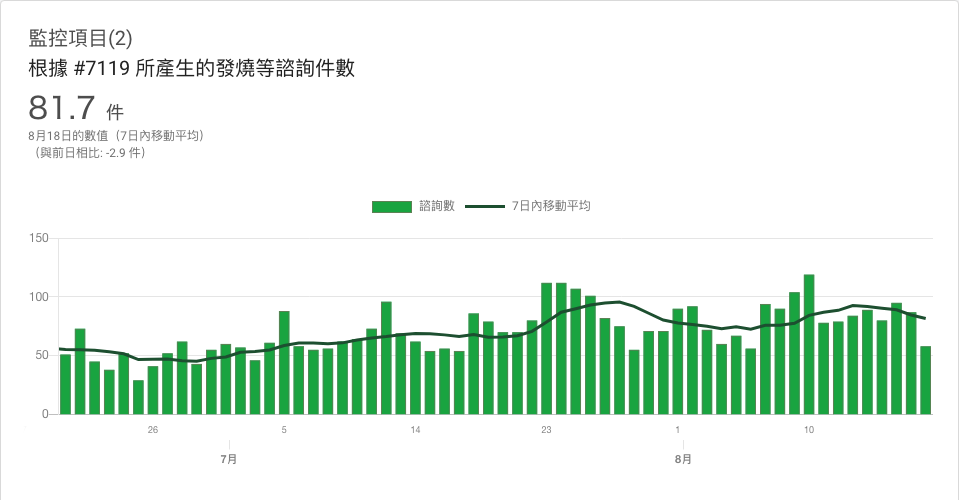 監控項目(2)
根據 #7119 所產生的發燒等諮詢件數
81.7 件
8月18日的數值（7日內移動平均）
（與前日相比: -2.9 件）
諮詢數 7日內移動平均
150
100
50
0
26 5 14 23 1 10
7月 8月